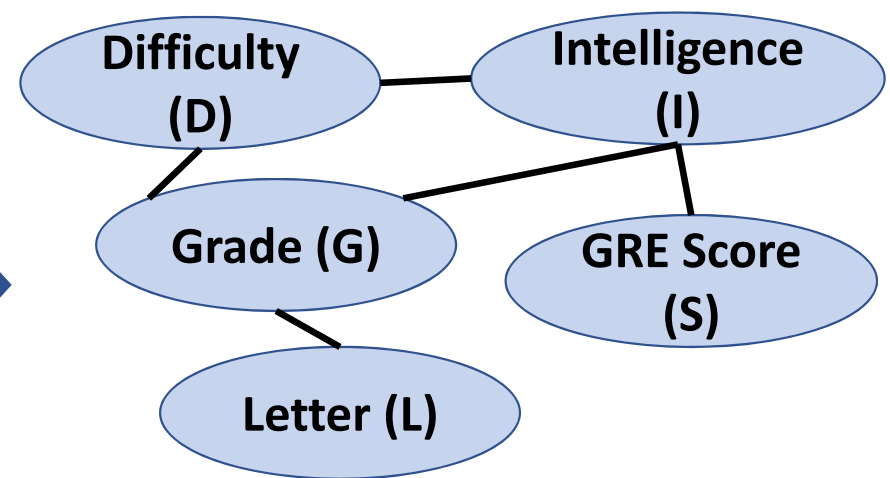 Difficulty
(D)
Intelligence
(I)
Grade (G)
GRE Score
(S)
Letter (L)